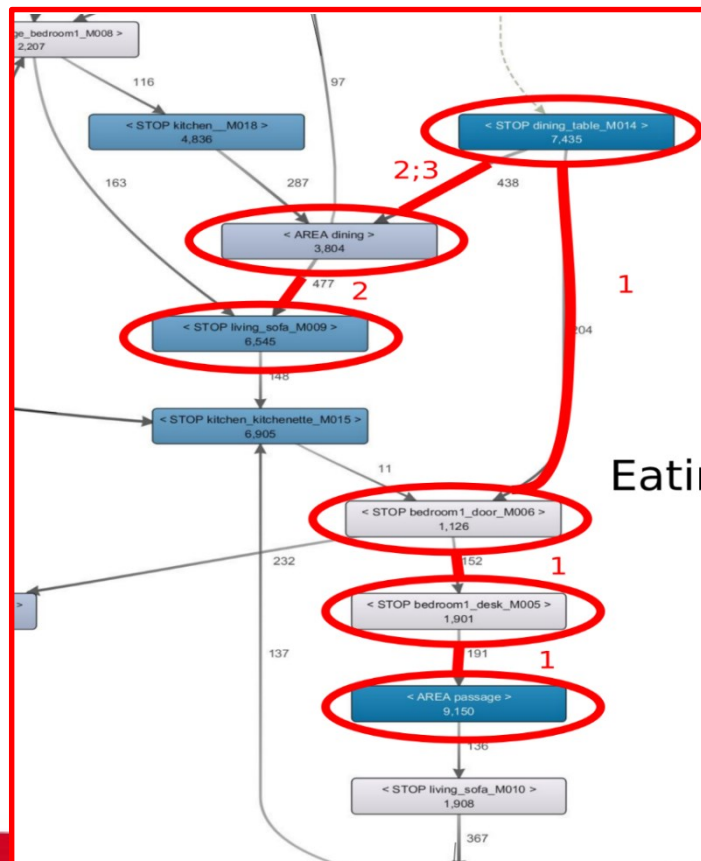 ge_bedroom1_M008 >
2,207
116
97
< STOP kitchen__M018 >
4,836
< STOP dining_table_M014 >
7,435
163
287
2;3
438
< AREA dining >
3,804
477
2
1
< STOP living_sofa_M009 >
6,545
204
148
< STOP kitchen_kitchenette_M015 >
6,905
11
Eatin
< STOP bedroom1_door_M006 >
1,126
232
152
1
>
< STOP bedroom1_desk_M005 >
1,901
137
191
1
< AREA passage >
9,150
136
< STOP living_sofa_M010 >
1,908
367